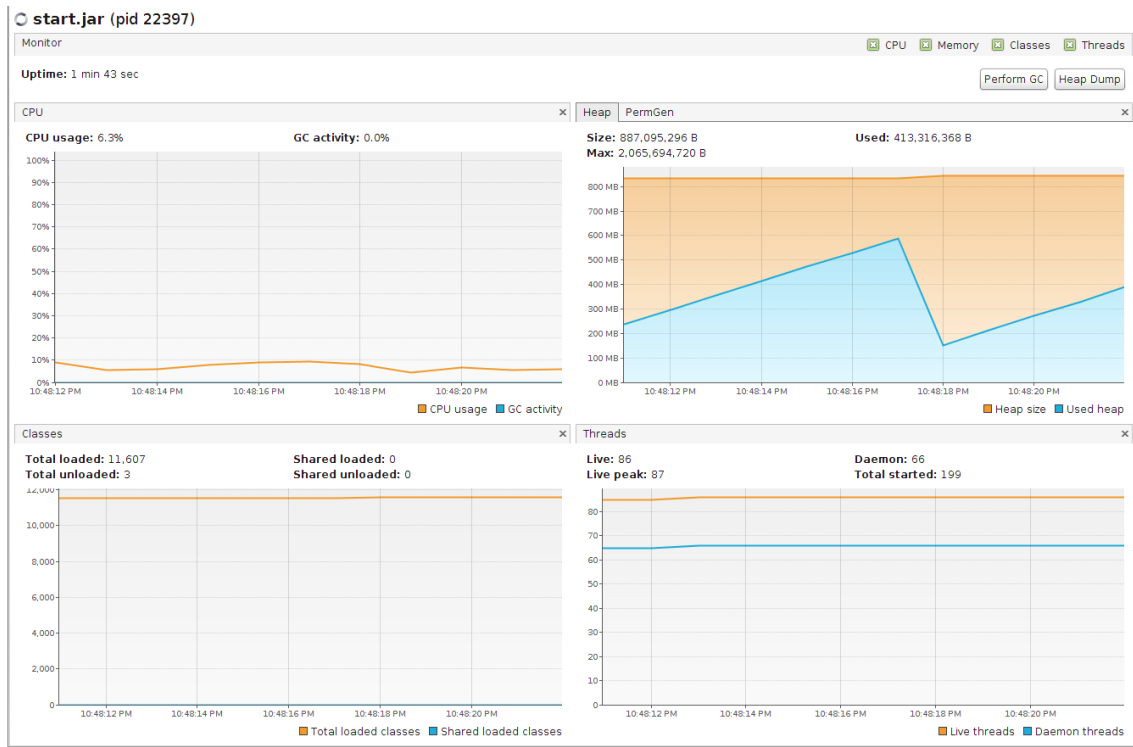 start.jar (pid 22397)
Monitor
CPU Memory Classes Threads
Uptime: 1 min 43 sec
Perform GC Heap Dump
CPU
CPU usage: 6.3% GC activity: 0.0%
100%
90%
80%
70%
60%
50%
40%
30%
20%
10%
0%
10:48:12 PM 10:48:14 PM 10:48:16 PM 10:48:18 PM 10:48:20 PM
CPU usage GC activity
Heap PermGen
Size: 887,095,296 B Used: 413,316,368 B
Max: 2,065,694,720 B
800 MB
700 MB
600 MB
500 MB
400 MB
300 MB
200 MB
100 MB
0 MB
10:48:12 PM 10:48:14 PM 10:48:16 PM 10:48:18 PM 10:48:20 PM
Heap size Used heap
Classes
Total loaded: 11,607 Shared loaded: 0
Total unloaded: 3 Shared unloaded: 0
12,000
10,000
8,000
6,000
4,000
2,000
0
10:48:12 PM 10:48:14 PM 10:48:16 PM 10:48:18 PM 10:48:20 PM
Total loaded classes Shared loaded classes
Threads
Live: 86 Daemon: 66
Live peak: 87 Total started: 199
80
70
60
50
40
30
20
10
0
10:48:12 PM 10:48:14 PM 10:48:16 PM 10:48:18 PM 10:48:20 PM
Live threads Daemon threads